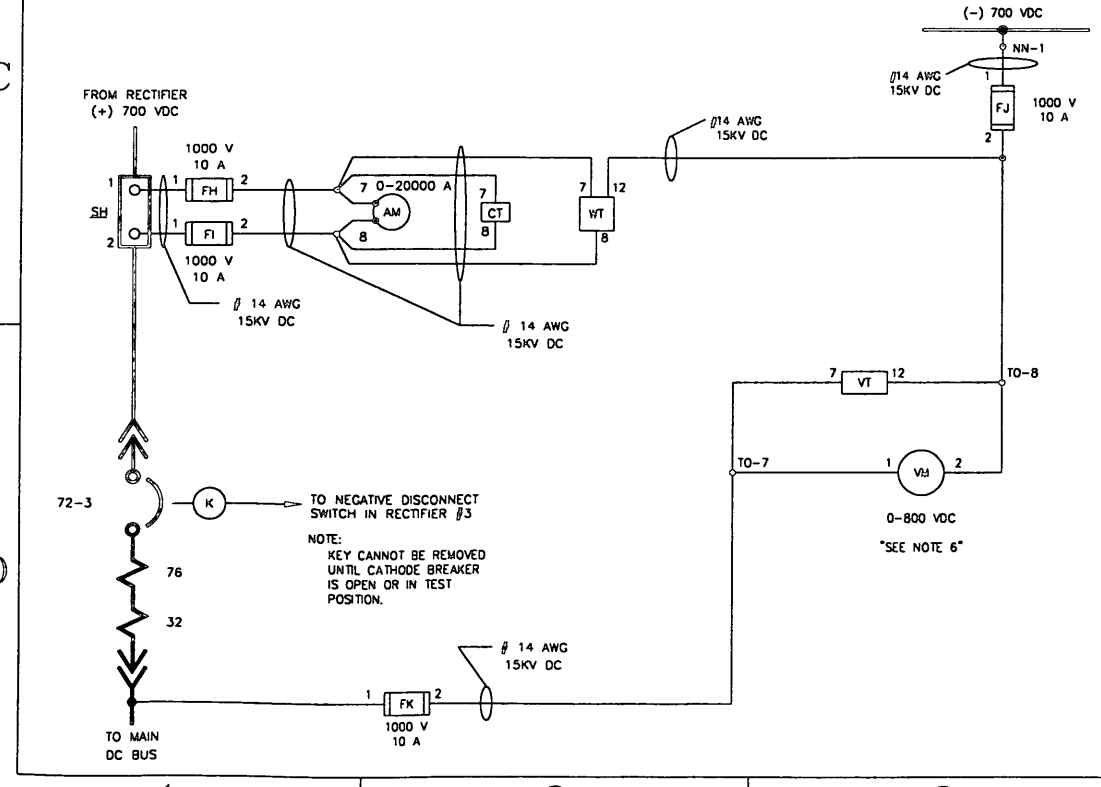 (-) 700 VDC
NN-1
#14 AWG
15KV DC
1
FJ
1000 V
10 A
2
C
FROM RECTIFIER
(+) 700 VDC
1000 V
10 A
#14 AWG
15KV DC
1
SH
2
1
FH
2
1
FI
2
1000 V
10 A
7
0-20000 A
AM
8
7
CT
8
7
12
WT
8
# 14 AWG
15KV DC
# 14 AWG
15KV DC
7
VT
12
TO-8
TO-7
1
VM
2
0-800 VDC
"SEE NOTE 6"
72-3
K
TO NEGATIVE DISCONNECT
SWITCH IN RECTIFIER #3
NOTE:
KEY CANNOT BE REMOVED
UNTIL CATHODE BREAKER
IS OPEN OR IN TEST
POSITION.
76
32
# 14 AWG
15KV DC
1
FK
2
1000 V
10 A
TO MAIN
DC BUS